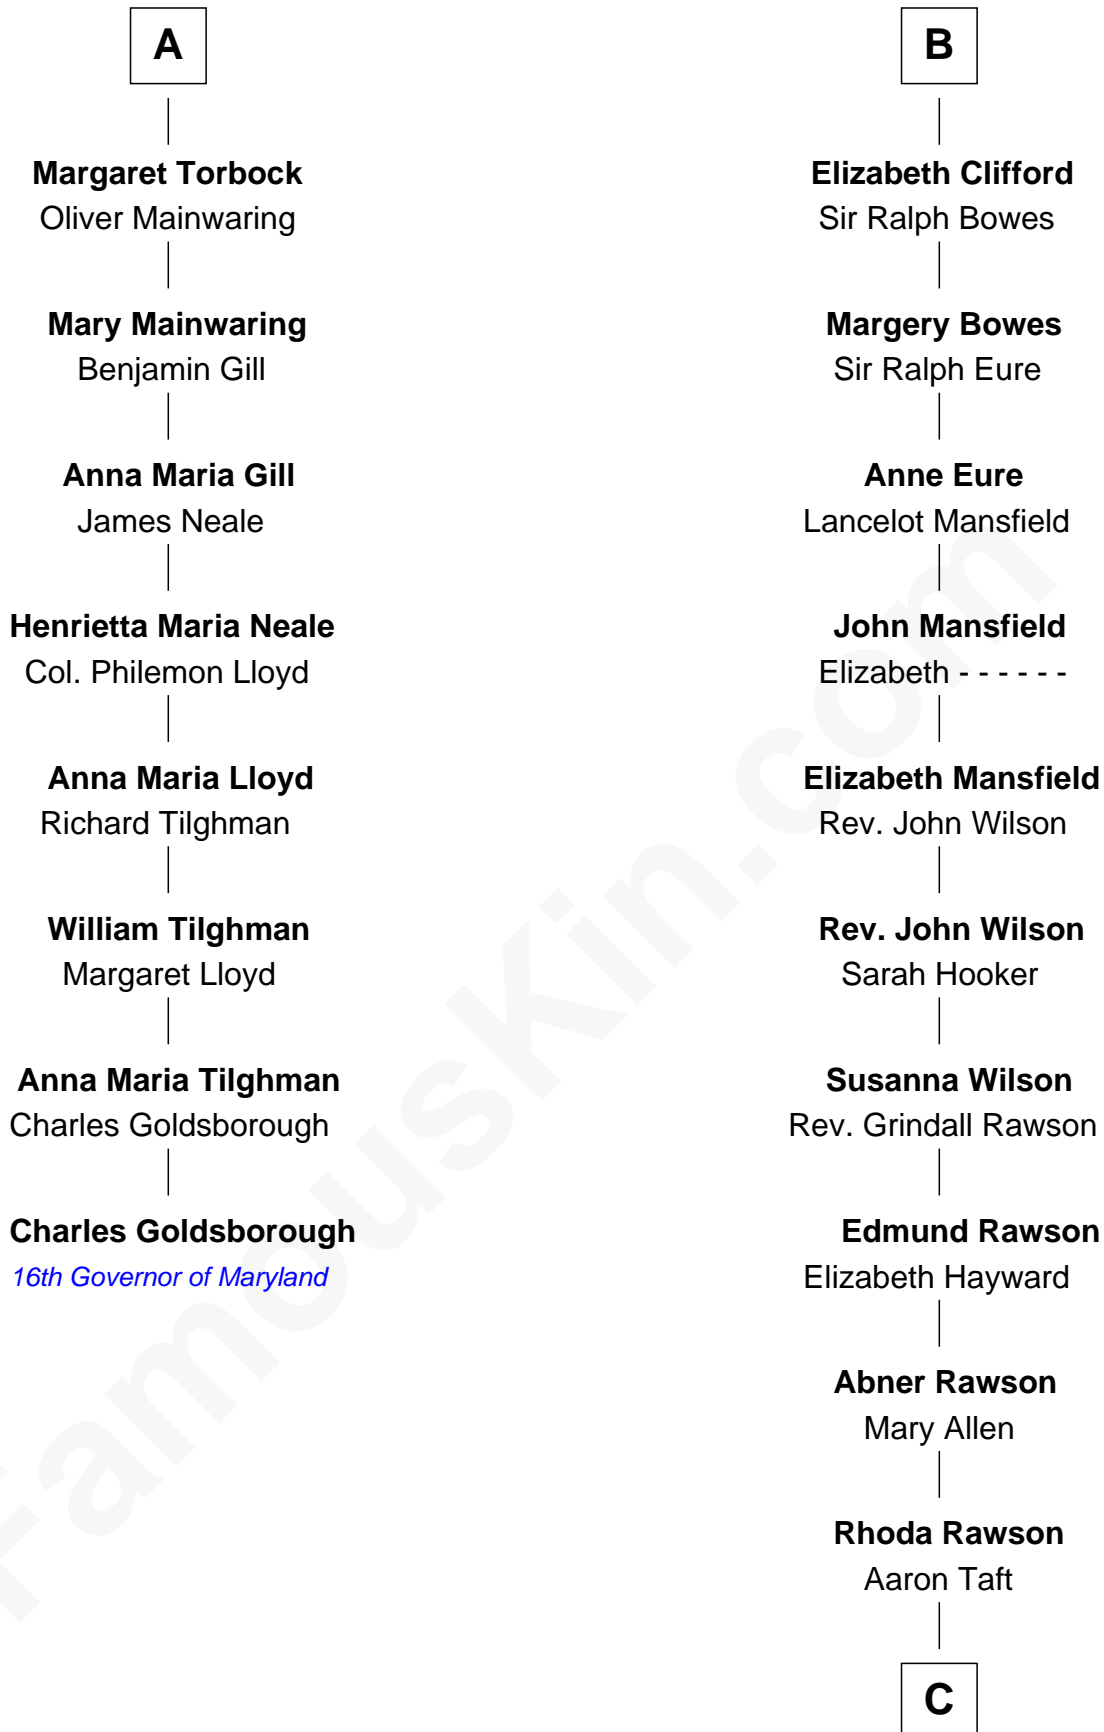 A
Margaret Torbock
Oliver Mainwaring
Mary Mainwaring
Benjamin Gill
Anna Maria Gill
James Neale
Henrietta Maria Neale
Col. Philemon Lloyd
Anna Maria Lloyd
Richard Tilghman
William Tilghman
Margaret Lloyd
Anna Maria Tilghman
Charles Goldsborough
Charles Goldsborough
16th Governor of Maryland
B
Elizabeth Clifford
Sir Ralph Bowes
Margery Bowes
Sir Ralph Eure
Anne Eure
Lancelot Mansfield
John Mansfield
Elizabeth - - - - - -
Elizabeth Mansfield
Rev. John Wilson
Rev. John Wilson
Sarah Hooker
Susanna Wilson
Rev. Grindall Rawson
Edmund Rawson
Elizabeth Hayward
Abner Rawson
Mary Allen
Rhoda Rawson
Aaron Taft
C
FamousKin.com